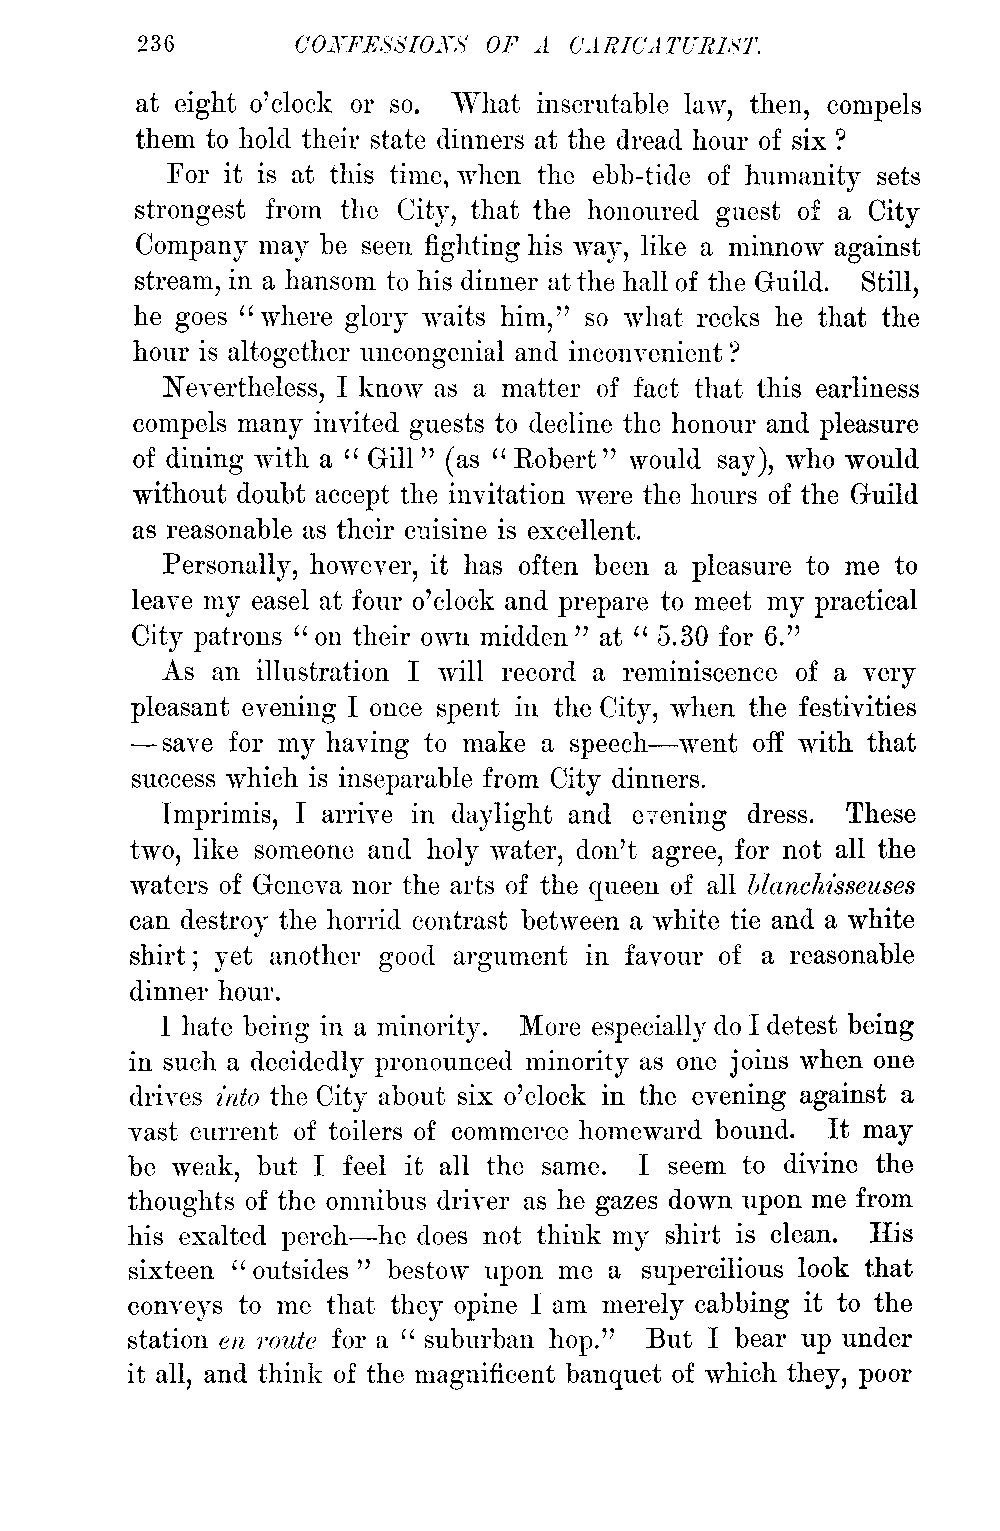 236 CONFESSIONS OF A CARICATURIST.
at eight o'clock or so. What inscrutable law, then, compels
them to hold their state dinners at the dread hour of six ?
For it is at this time, when the ebb-tide of humanity sets
strongest from the City, that the honoured guest of a City
Company may be seen fighting his way, like a minnow against
stream, in a hansom to his dinner at the hall of the Guild. Still,
he goes “where glory waits him,” so what recks he that the
hour is altogether uncongenial and inconvenient ?
Nevertheless, I know as a matter of fact that this earliness
compels many invited guests to decline the honour and pleasure
of dining with a “Gill” (as “Robert” would say), who would
without doubt accept the invitation were the hours of the Guild
as reasonable as their cuisine is excellent.
Personally, however, it has often been a pleasure to me to
leave my easel at four o'clock and prepare to meet my practical
City patrons “on their own midden” at “5.30 for 6.”
As an illustration I will record a reminiscence of a very
pleasant evening I once spent in the City, when the festivities
—save for my having to make a speech—went off with that
success which is inseparable from City dinners.
Imprimis, I arrive in daylight and evening dress. These
two, like someone and holy water, don't agree, for not all the
waters of Geneva nor the arts of the queen of all blanchisseuses
can destroy the horrid contrast between a white tie and a white
shirt; yet another good argument in favour of a reasonable
dinner hour.
I hate being in a minority. More especially do I detest being
in such a decidedly pronounced minority as one joins when one
drives into the City about six o'clock in the evening against a
vast current of toilers of commerce homeward bound. It may
be weak, but I feel it all the same. I seem to divine the
thoughts of the omnibus driver as he gazes down upon me from
his exalted perch—he does not think my shirt is clean. His
sixteen “outsides” bestow upon me a supercilious look that
conveys to me that they opine I am merely cabbing it to the
station en route for a “suburban hop.” But I bear up under
it all, and think of the magnificent banquet of which they, poor